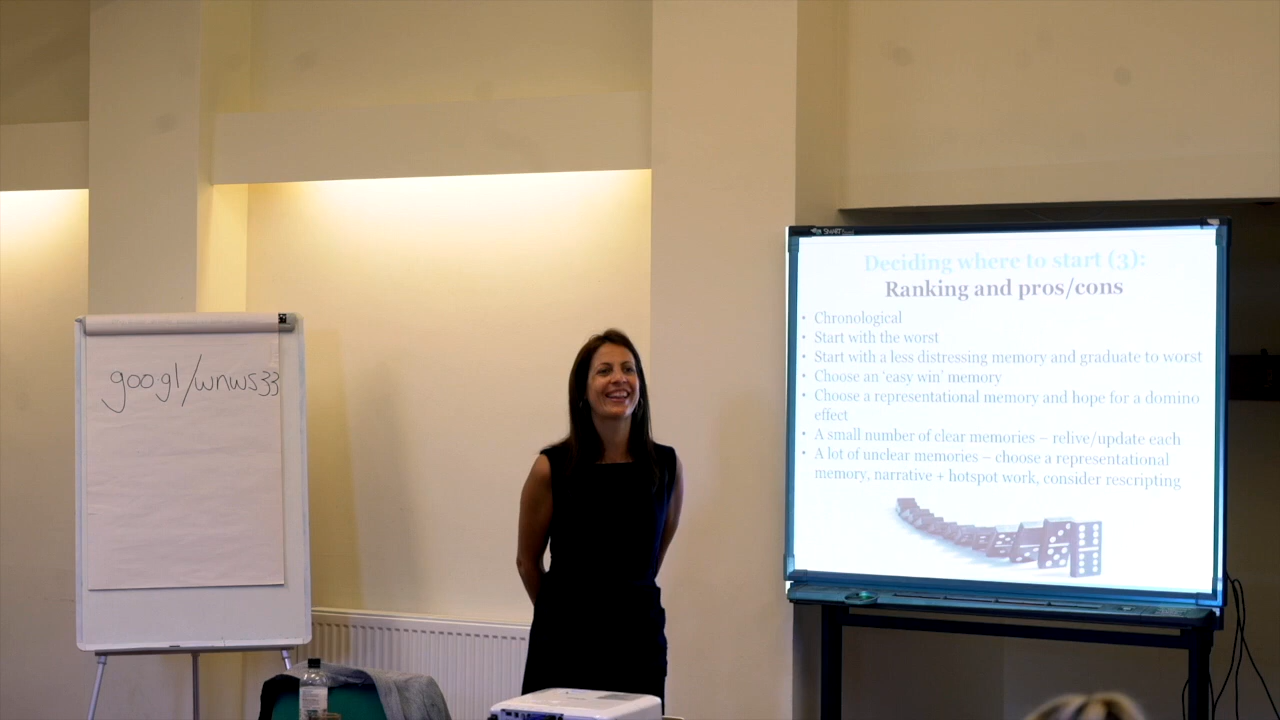 goo gl/wnws33
SMART
Deciding where to start (3):
Ranking and pros/cons
• Chronological
• Start with the worst
• Start with a less distressing memory and graduate to worst
• Choose an ‘easy win’ memory
• Choose a representational memory and hope for a domino
effect
• A small number of clear memories – relive/update each
• A lot of unclear memories – choose a representational
memory, narrative + hotspot work, consider rescripting